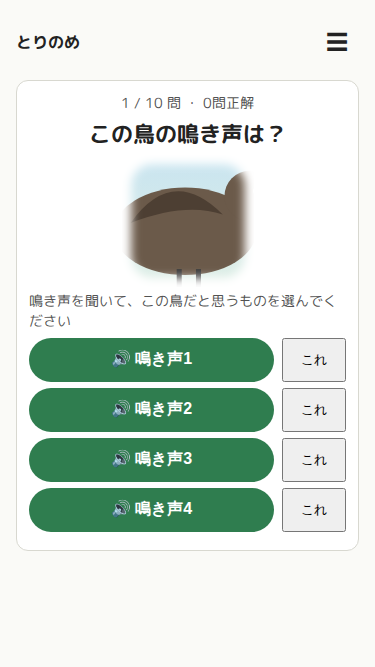 とりのめ
1 / 10 問 · 0問正解
この鳥の鳴き声は？
鳴き声を聞いて、この鳥だと思うものを選んでく
ださい
🔊 鳴き声1
これ
🔊 鳴き声2
これ
🔊 鳴き声3
これ
🔊 鳴き声4
これ